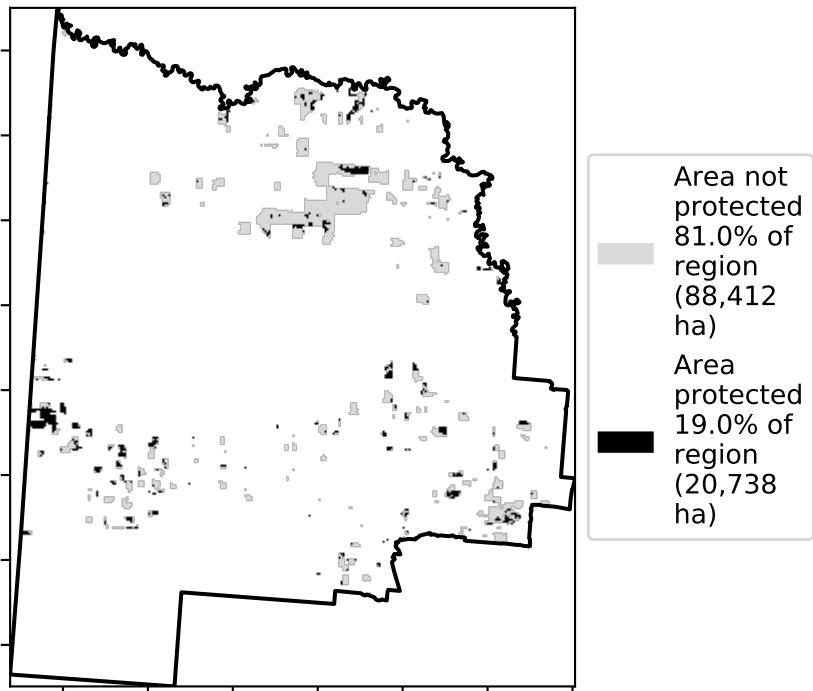 Area not
protected
81.0% of
region
(88,412
ha)
Area
protected
19.0% of
region
(20,738
ha)